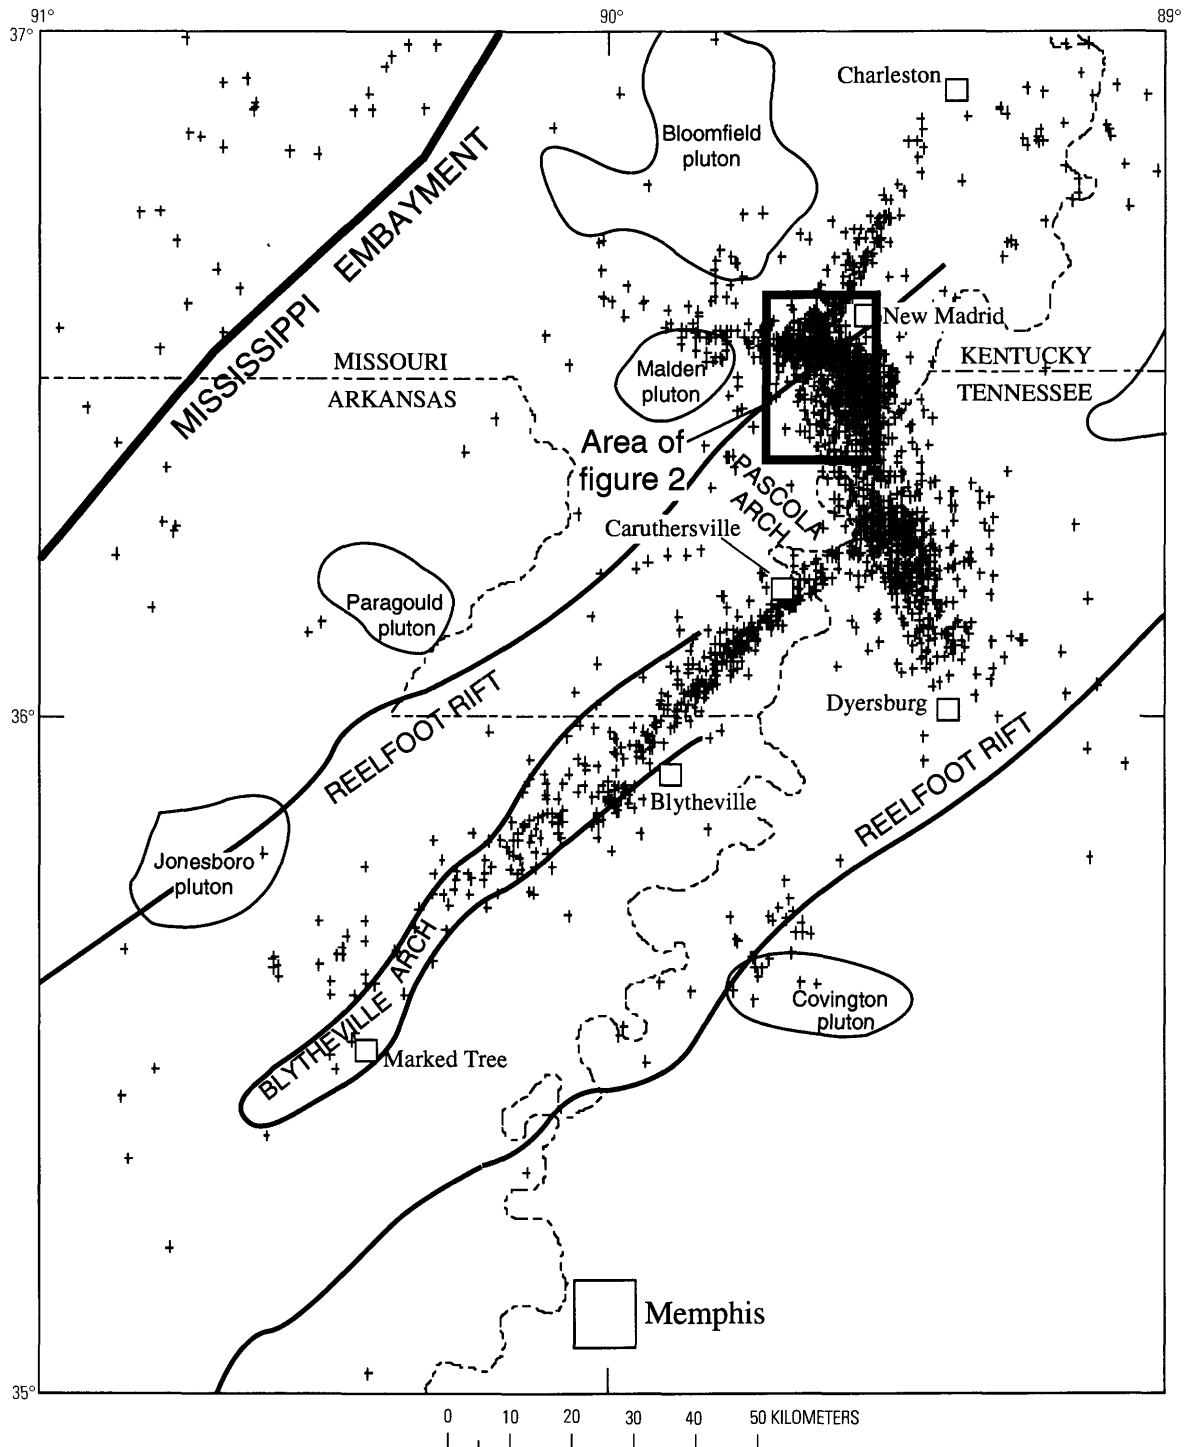 91°
90°
89°
37°
Charleston
Bloomfield
pluton
MISSISSIPPI EMBAYMENT
New Madrid
MISSOURI
ARKANSAS
KENTUCKY
TENNESSEE
Malden
pluton
Area of
figure 2
PASCOLA
ARCH
Caruthersville
Paragould
pluton
REELFOOT RIFT
36°
Dyersburg
REELFOOT RIFT
Blytheville
Jonesboro
pluton
BLYTHEVILLE ARCH
Covington
pluton
Marked Tree
Memphis
35°
0 10 20 30 40 50 KILOMETERS